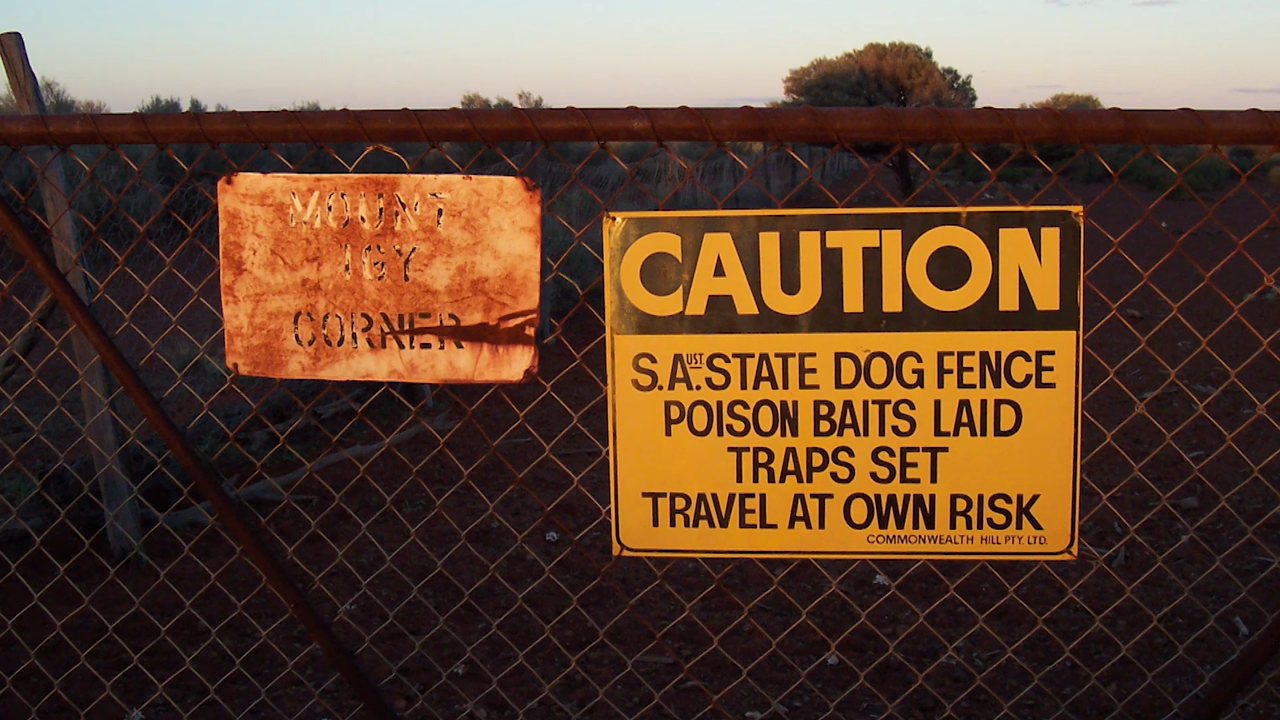 MOUNT
IGY
CORNER
CAUTION
S.AUST. STATE DOG FENCE
POISON BAITS LAID
TRAPS SET
TRAVEL AT OWN RISK
COMMONWEALTH HILL PTY. LTD.